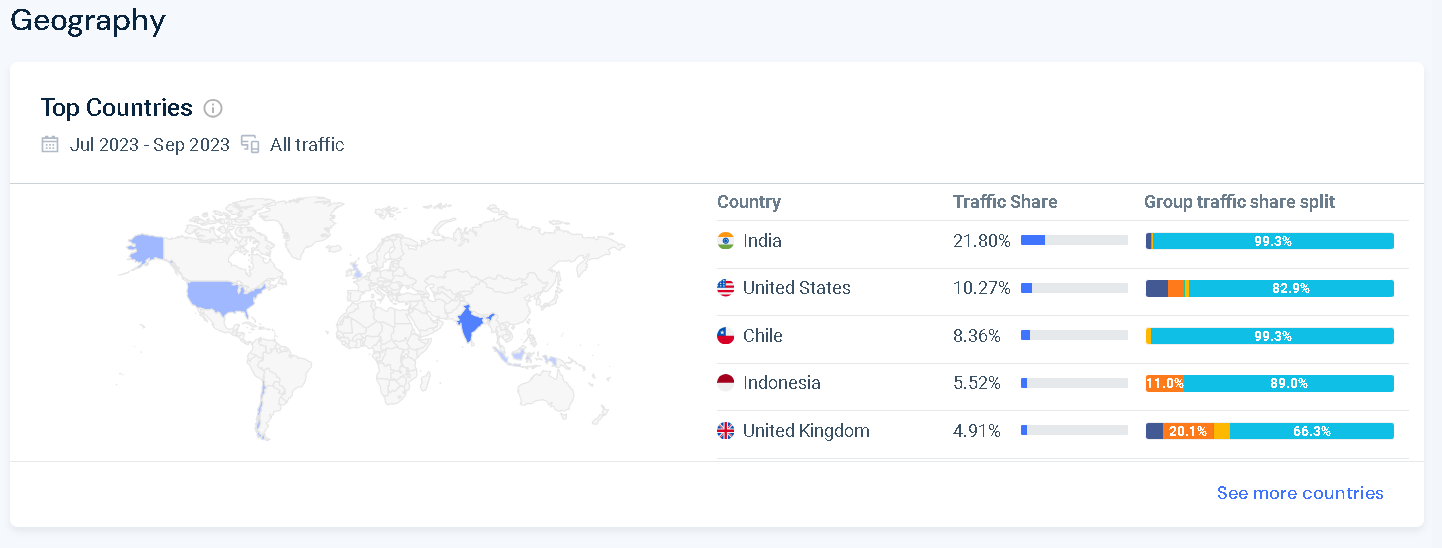 Geography
Top Countries
Jul 2023 - Sep 2023 All traffic
Country Traffic Share Group traffic share split
India 21.80% 99.3%
United States 10.27% 82.9%
Chile 8.36% 99.3%
Indonesia 5.52% 11.0% 89.0%
United Kingdom 4.91% 20.1% 66.3%
See more countries